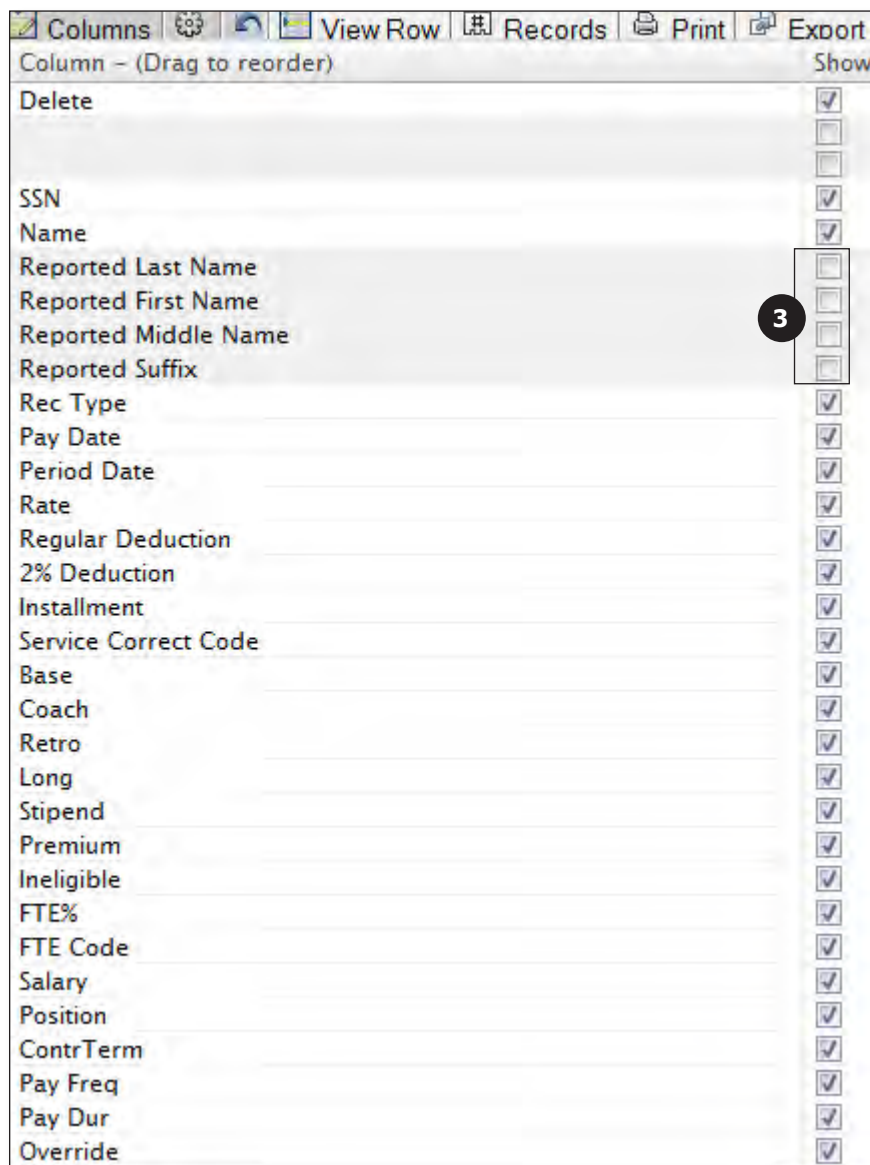 Columns View Row Records Print Export
Column – (Drag to reorder) Show
Delete
SSN
Name
Reported Last Name
Reported First Name
3
Reported Middle Name
Reported Suffix
Rec Type
Pay Date
Period Date
Rate
Regular Deduction
2% Deduction
Installment
Service Correct Code
Base
Coach
Retro
Long
Stipend
Premium
Ineligible
FTE%
FTE Code
Salary
Position
ContrTerm
Pay Freq
Pay Dur
Override